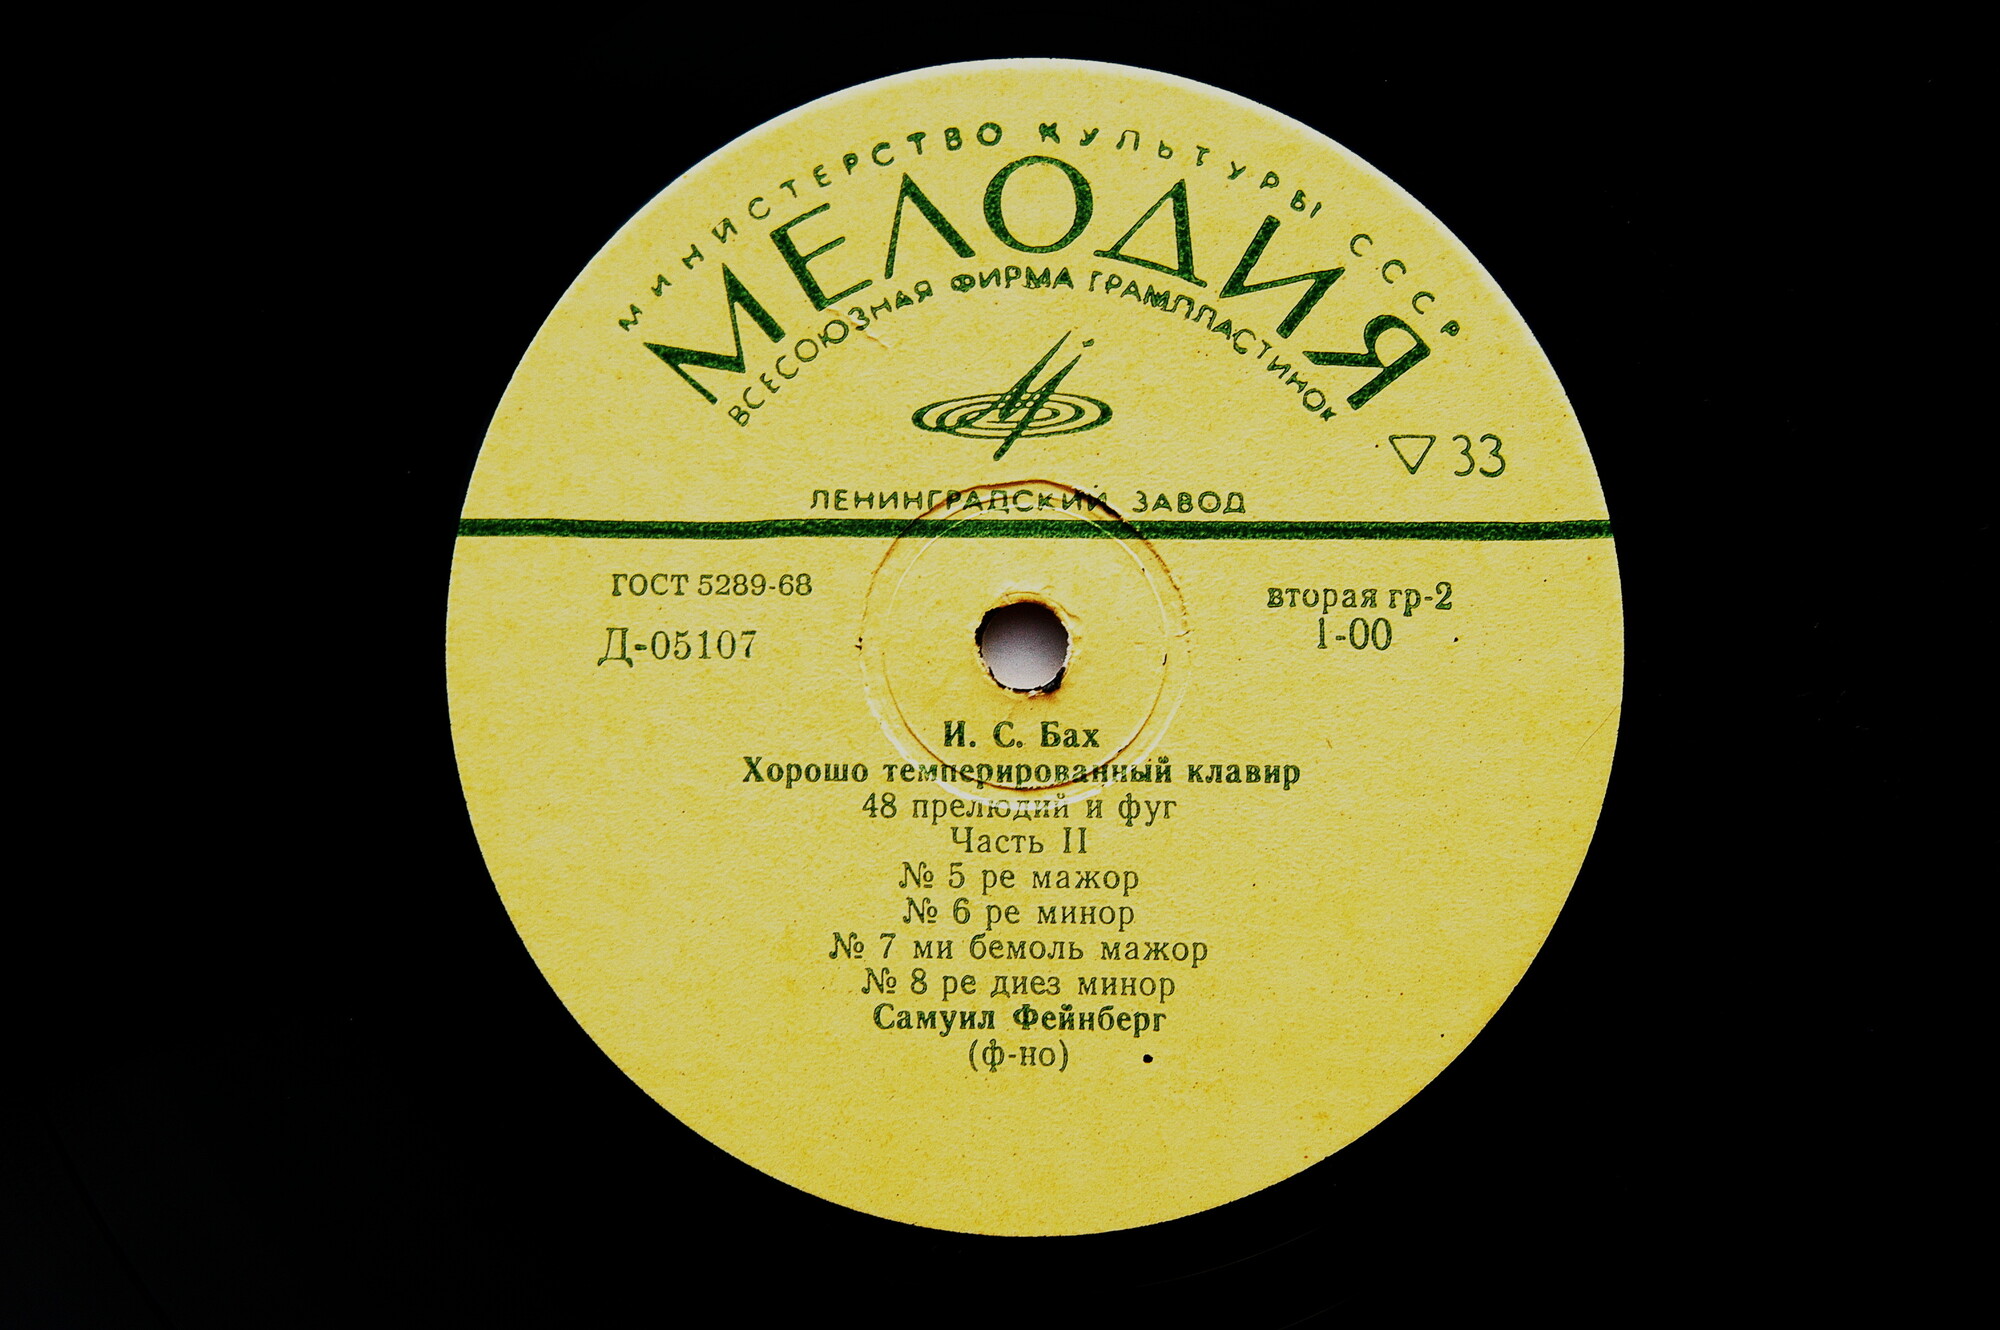 МИНИСТЕРСТВО КУЛЬТУРЫ СССР
МЕЛОДИЯ
ВСЕСОЮЗНАЯ ФИРМА ГРАМПЛАСТИНОК
33
ЛЕНИНГРАДСКИЙ ЗАВОД
ГОСТ 5289-68
Д-05107
вторая гр-2
1-00
И. С. Бах
Хорошо темперированный клавир
48 прелюдий и фуг
Часть II
№ 5 ре мажор
№ 6 ре минор
№ 7 ми бемоль мажор
№ 8 ре диез минор
Самуил Фейнберг
(ф-но)